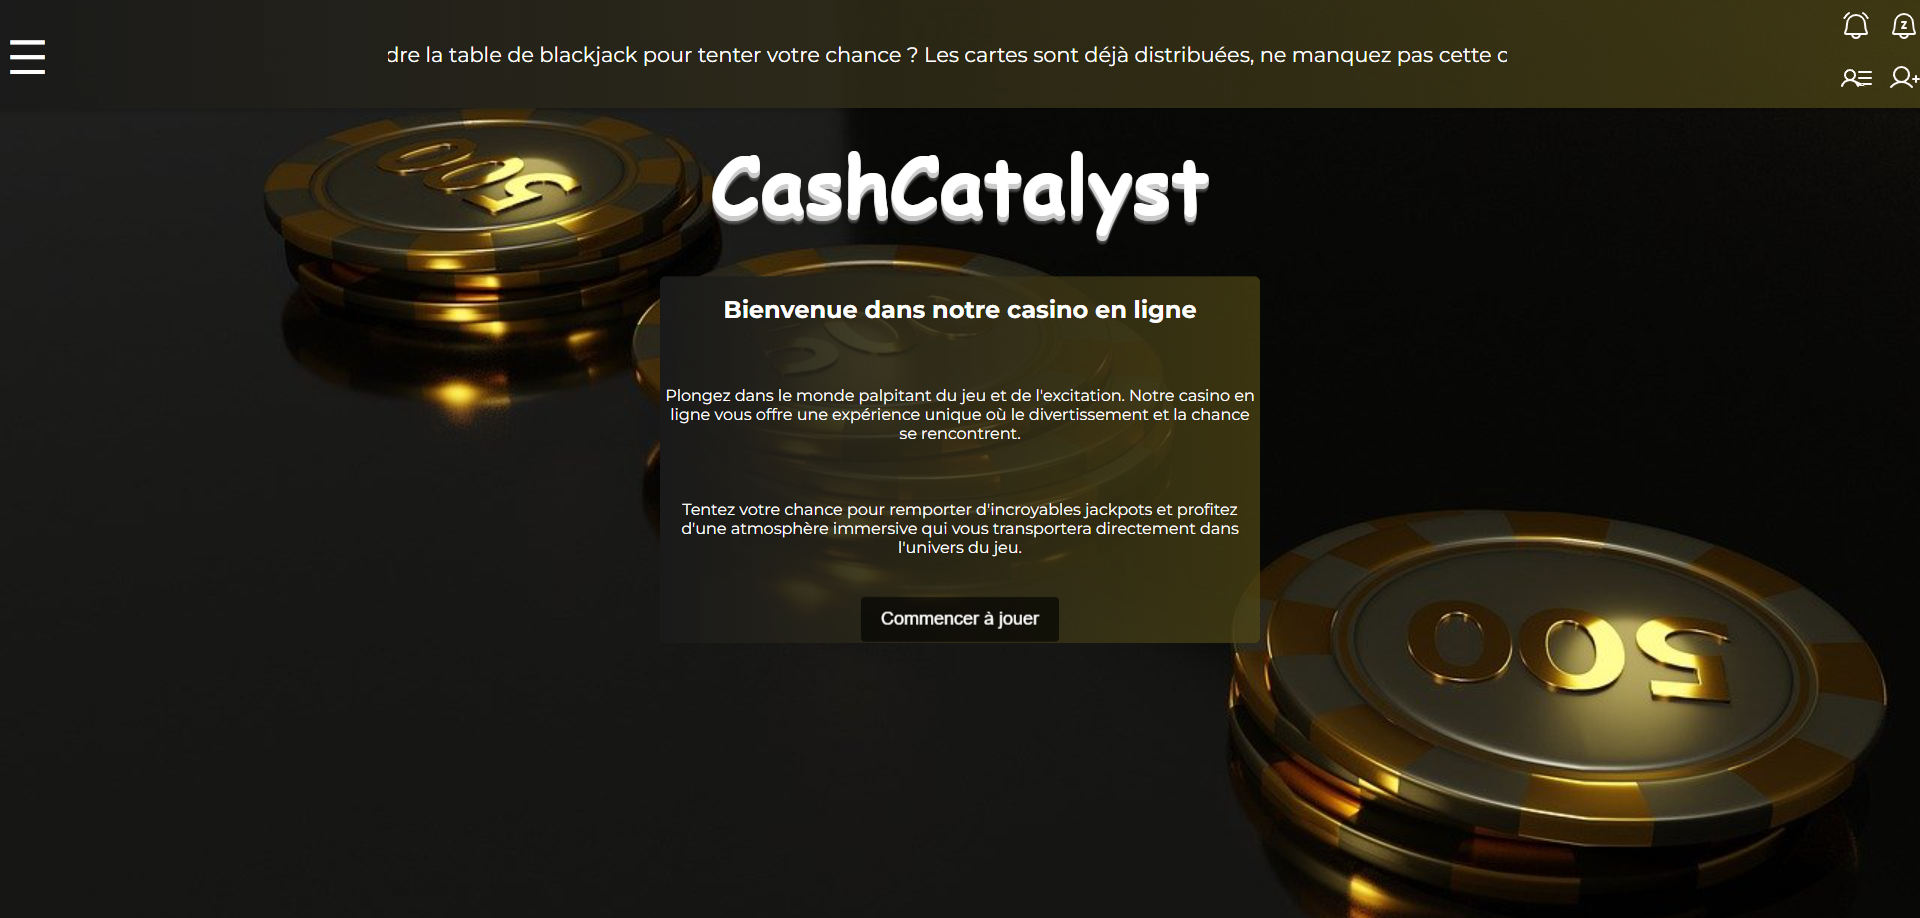 la table de blackjack pour tenter votre chance ? Les cartes sont déjà distribuées, ne manquez pas cette
CashCatalyst
500
Bienvenue dans notre casino en ligne
500
Plongez dans le monde palpitant du jeu et de l'excitation. Notre casino en
ligne vous offre une expérience unique où le divertissement et la chance
se rencontrent.
Tentez votre chance pour remporter d'incroyables jackpots et profitez
d'une atmosphère immersive qui vous transportera directement dans
l'univers du jeu.
Commencer à jouer
500